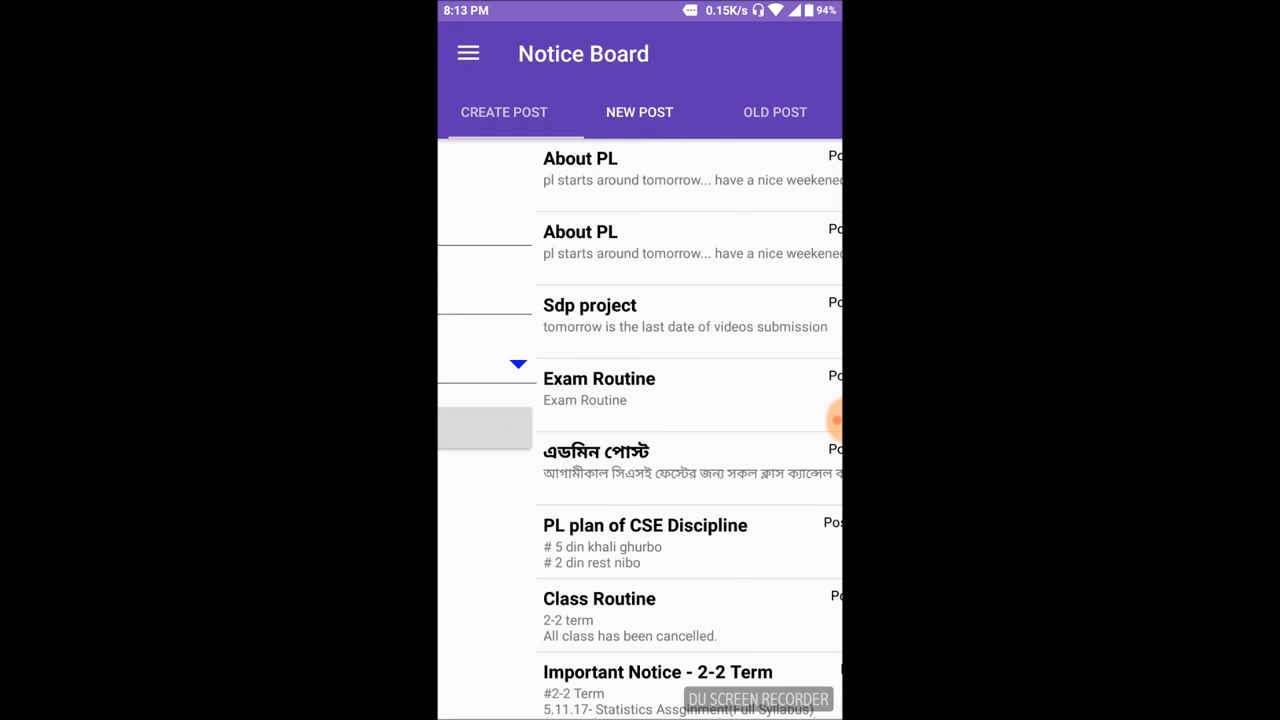 8:13 PM 0.15K/s 94%
Notice Board
CREATE POST NEW POST OLD POST
About PL
pl starts around tomorrow... have a nice weekened
About PL
pl starts around tomorrow... have a nice weekened
Sdp project
tomorrow is the last date of videos submission
Exam Routine
Exam Routine
এডমিন পোস্ট
আগামীকাল সিএসই ফেস্টের জন্য সকল ক্লাস ক্যান্সেল
PL plan of CSE Discipline
# 5 din khali ghurbo
# 2 din rest nibo
Class Routine
2-2 term
All class has been cancelled.
Important Notice - 2-2 Term
#2-2 Term
5.11.17- Statistics Assginment(Full Syllabus)
DU SCREEN RECORDER